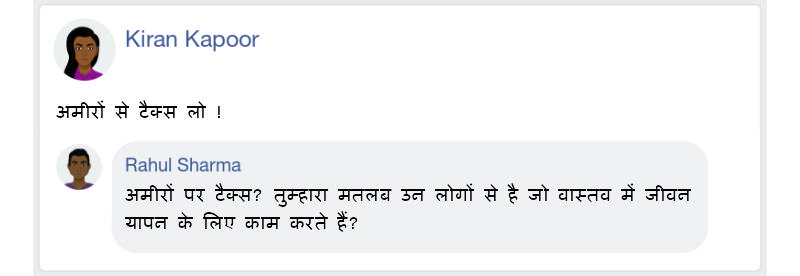 Kiran Kapoor
अमीरों से टैक्स लो !
Rahul Sharma
अमीरों पर टैक्स? तुम्हारा मतलब उन लोगों से है जो वास्तव में जीवन
यापन के लिए काम करते हैं?